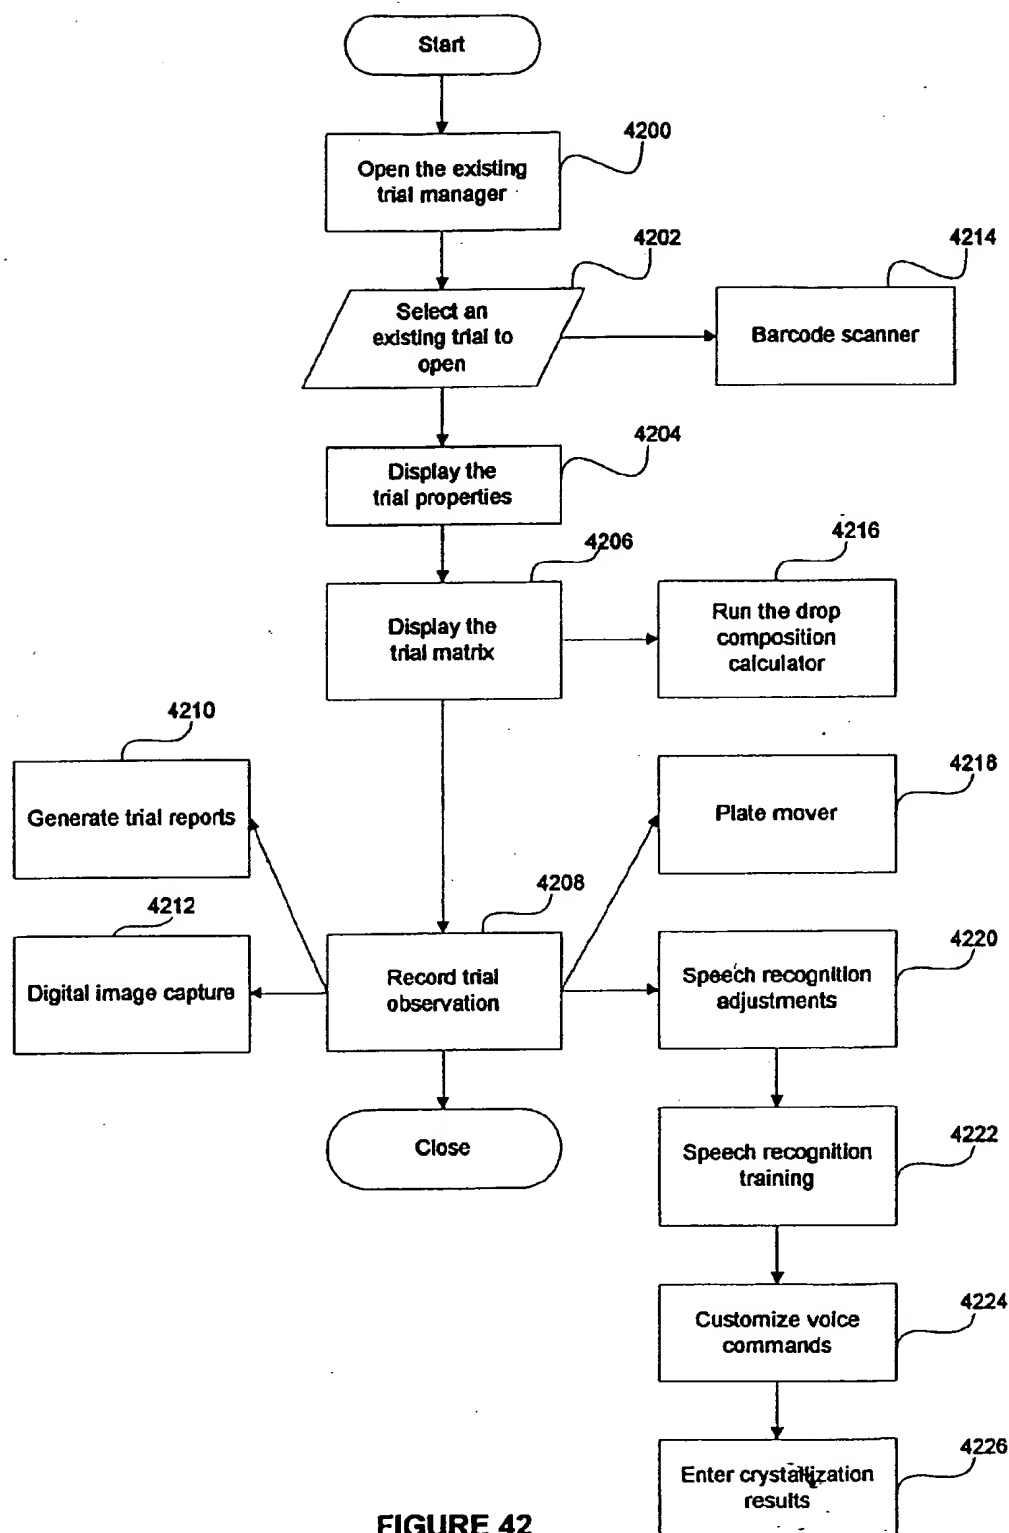 Start
4200
Open the existing
trial manager
4202
4214
Select an
existing trial to
open
Barcode scanner
4204
Display the
trial properties
4206
4216
Display the
trial matrix
Run the drop
composition
calculator
4210
4218
Generate trial reports
Plate mover
4208
4212
4220
Record trial
observation
Digital image capture
Speech recognition
adjustments
Close
4222
Speech recognition
training
4224
Customize voice
commands
4226
Enter crystallization
results
FIGURE 42